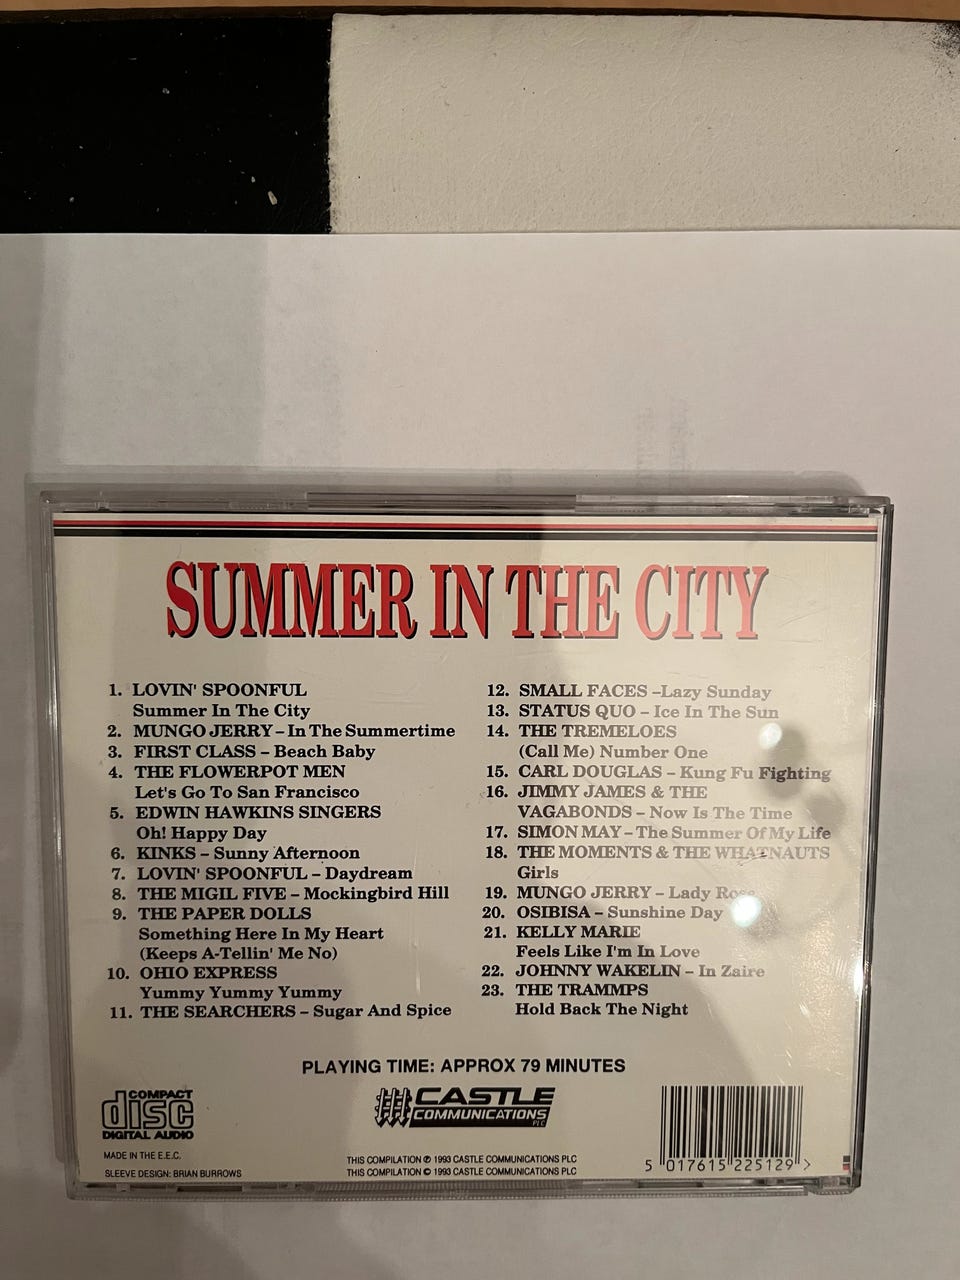 SUMMER IN THE CITY
1. LOVIN' SPOONFUL
Summer In The City
2. MUNGO JERRY – In The Summertime
3. FIRST CLASS – Beach Baby
4. THE FLOWERPOT MEN
Let's Go To San Francisco
5. EDWIN HAWKINS SINGERS
Oh! Happy Day
6. KINKS – Sunny Afternoon
7. LOVIN' SPOONFUL – Daydream
8. THE MIGIL FIVE – Mockingbird Hill
9. THE PAPER DOLLS
Something Here In My Heart
(Keeps A-Tellin' Me No)
10. OHIO EXPRESS
Yummy Yummy Yummy
11. THE SEARCHERS – Sugar And Spice
12. SMALL FACES –Lazy Sunday
13. STATUS QUO – Ice In The Sun
14. THE TREMELOES
(Call Me) Number One
15. CARL DOUGLAS – Kung Fu Fighting
16. JIMMY JAMES & THE
VAGABONDS – Now Is The Time
17. SIMON MAY – The Summer Of My Life
18. THE MOMENTS & THE WHATNAUTS
Girls
19. MUNGO JERRY – Lady Rose
20. OSIBISA – Sunshine Day
21. KELLY MARIE
Feels Like I'm In Love
22. JOHNNY WAKELIN – In Zaire
23. THE TRAMMPS
Hold Back The Night
PLAYING TIME: APPROX 79 MINUTES
COMPACT
disc
DIGITAL AUDIO
CASTLE
COMMUNICATIONS
PLC
MADE IN THE E.E.C.
SLEEVE DESIGN: BRIAN BURROWS
THIS COMPILATION ℗ 1993 CASTLE COMMUNICATIONS PLC
THIS COMPILATION © 1993 CASTLE COMMUNICATIONS PLC
5 017615 225129 >